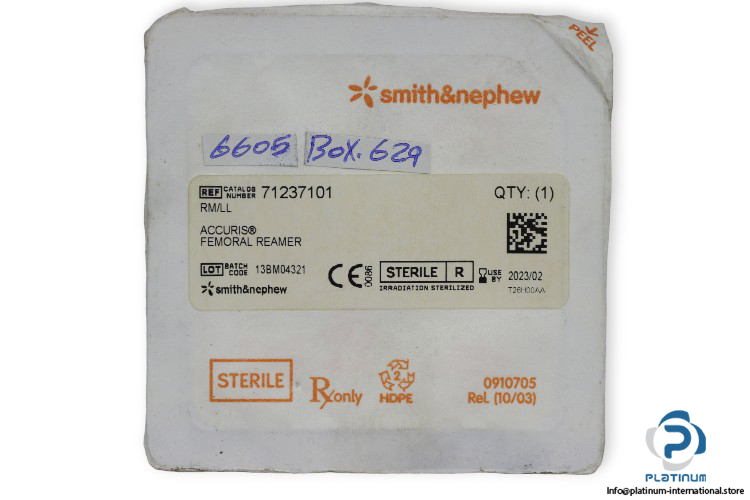 PEEL
smith&nephew
6605 Box.629
REF CATALOG NUMBER 71237101 QTY: (1)
RM/LL
ACCURIS®
FEMORAL REAMER
LOT BATCH CODE 13BM04321
CE 0086
STERILE R
IRRADIATION STERILIZED
USE BY 2023/02
smith&nephew
T26H00AA
STERILE
Rx only
2
HDPE
0910705
Rel. (10/03)
PLATINUM
Info@platinum-international.store